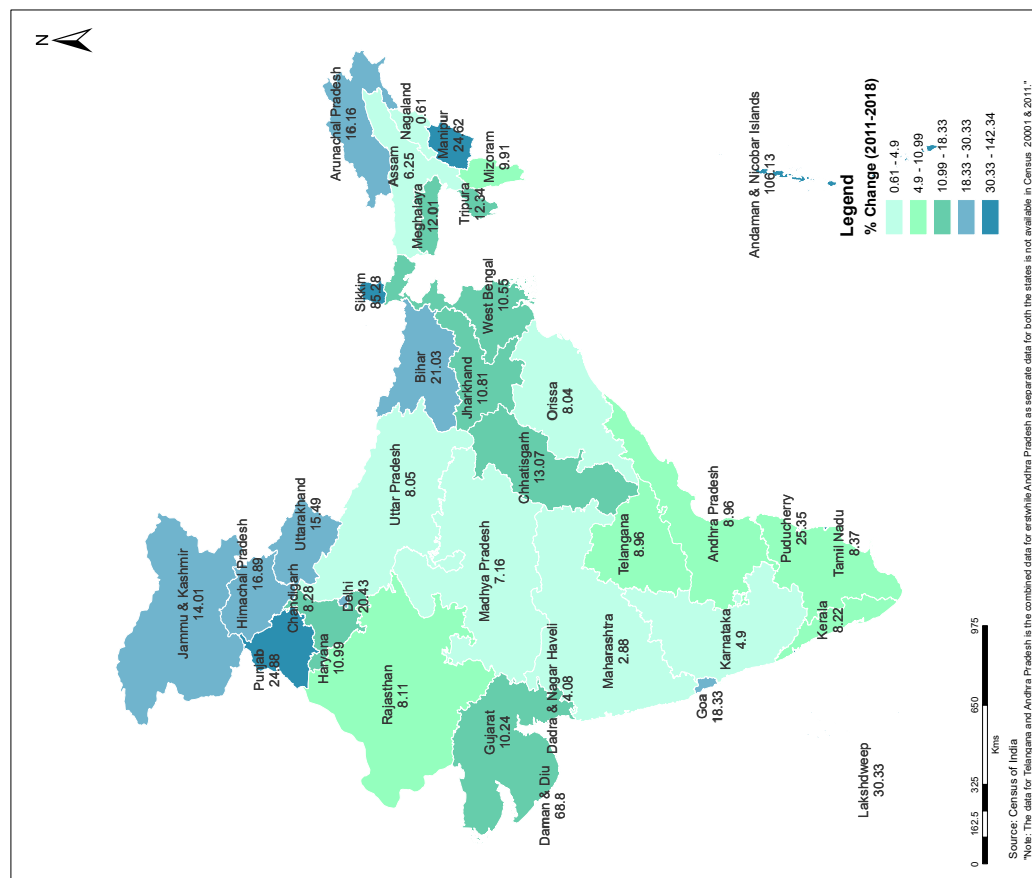 N
Jammu & Kashmir
14.01
Himachal Pradesh
16.89
Punjab
24.88
Chandigarh
8.28
Uttarakhand
15.49
Haryana
10.99
Delhi
20.43
Rajasthan
8.11
Uttar Pradesh
8.05
Bihar
21.03
Sikkim
85.28
Arunachal Pradesh
16.16
Assam
6.25
Nagaland
0.61
Manipur
24.62
Meghalaya
12.01
Tripura
12.34
Mizoram
9.91
West Bengal
10.55
Jharkhand
10.81
Orissa
8.04
Chhatisgarh
13.07
Madhya Pradesh
7.16
Gujarat
10.24
Daman & Diu
68.8
Dadra & Nagar Haveli
4.08
Maharashtra
2.88
Telangana
8.96
Andhra Pradesh
8.96
Karnataka
4.9
Goa
18.33
Puducherry
25.35
Tamil Nadu
8.37
Kerala
8.22
Lakshdweep
30.33
Andaman & Nicobar Islands
106.13
Legend
% Change (2011-2018)
0.61 - 4.9
4.9 - 10.99
10.99 - 18.33
18.33 - 30.33
30.33 - 142.34
0 162.5 325 650 975
Kms
Source: Census of India
"Note: The data for Telangana and Andhra Pradesh is the combined data for erstwhile Andhra Pradesh as separate data for both the states is not available in Census 20001 & 2011."